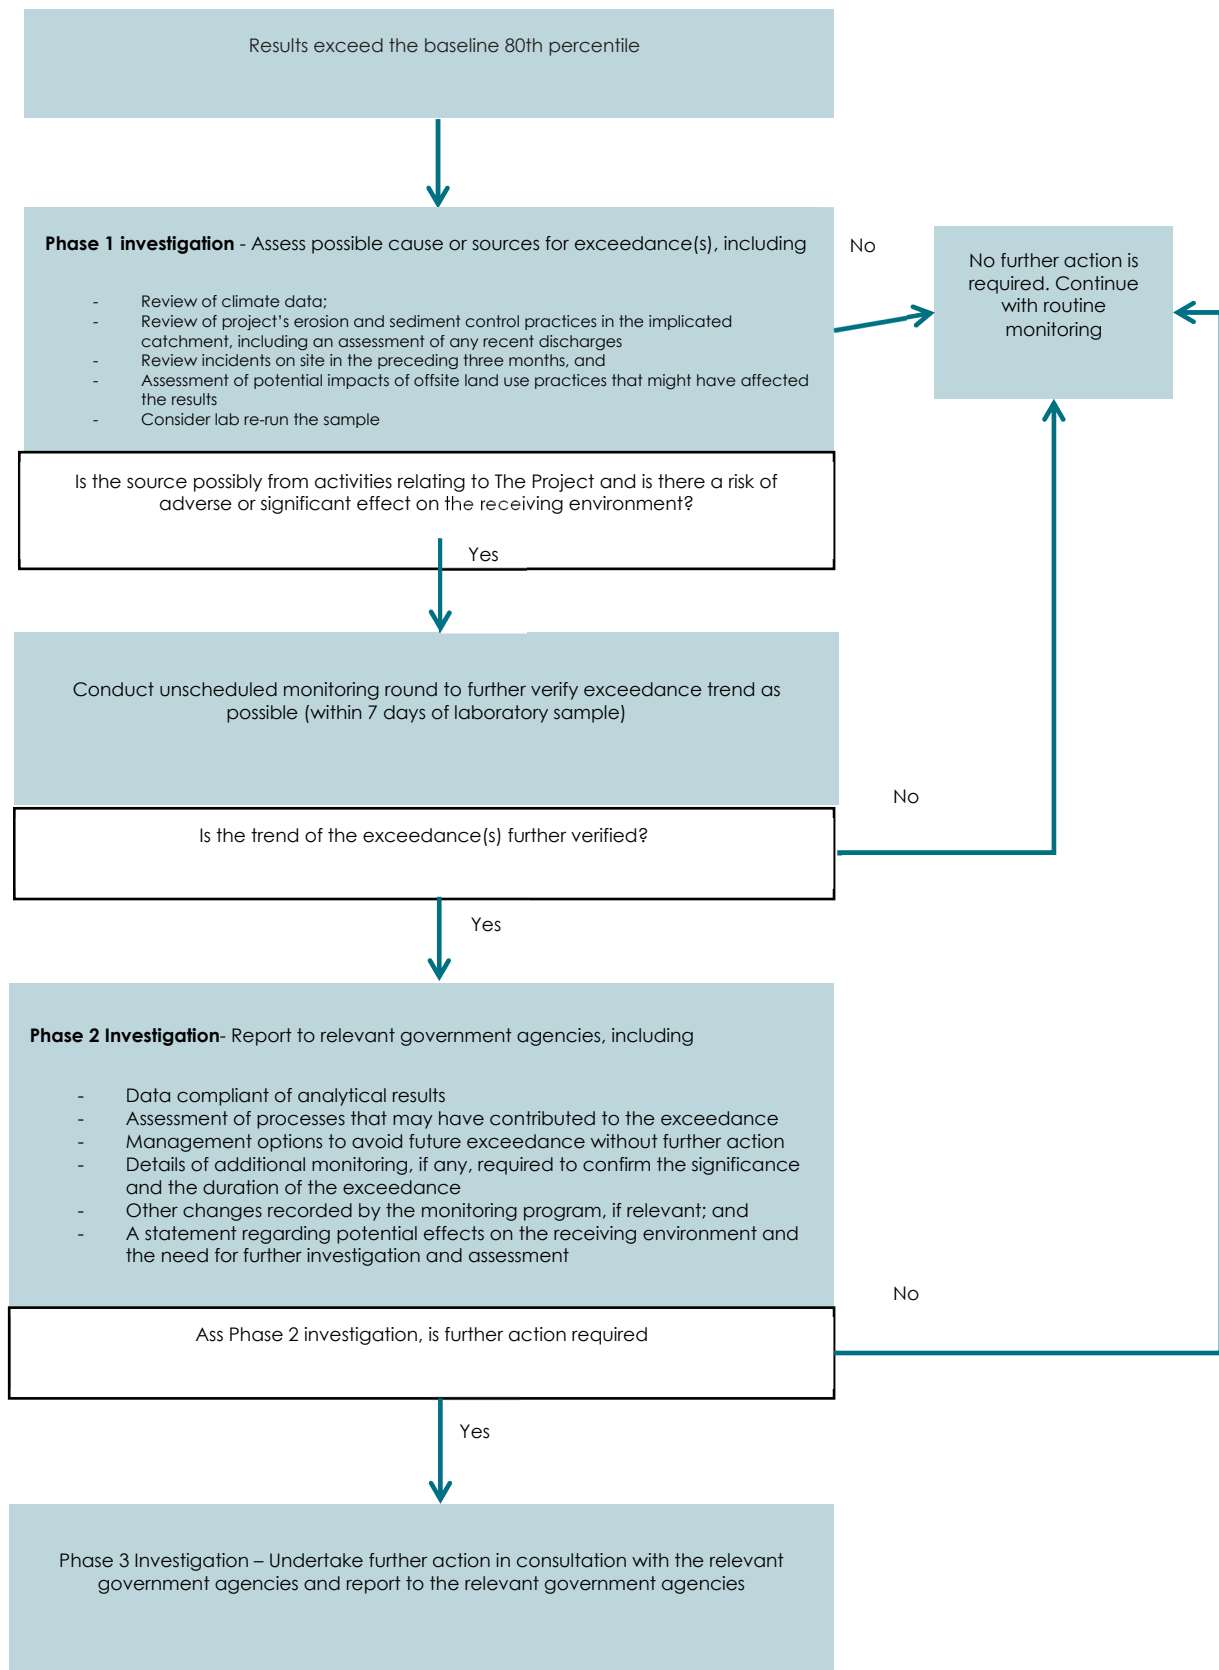 Results exceed the baseline 80th percentile
Phase 1 investigation - Assess possible cause or sources for exceedance(s), including
- Review of climate data;
- Review of project's erosion and sediment control practices in the implicated
catchment, including an assessment of any recent discharges
- Review incidents on site in the preceding three months, and
- Assessment of potential impacts of offsite land use practices that might have affected
the results
- Consider lab re-run the sample
No
No further action is
required. Continue
with routine
monitoring
Is the source possibly from activities relating to The Project and is there a risk of
adverse or significant effect on the receiving environment?
Yes
Conduct unscheduled monitoring round to further verify exceedance trend as
possible (within 7 days of laboratory sample)
No
Is the trend of the exceedance(s) further verified?
Yes
Phase 2 Investigation- Report to relevant government agencies, including
- Data compliant of analytical results
- Assessment of processes that may have contributed to the exceedance
- Management options to avoid future exceedance without further action
- Details of additional monitoring, if any, required to confirm the significance
and the duration of the exceedance
- Other changes recorded by the monitoring program, if relevant; and
- A statement regarding potential effects on the receiving environment and
the need for further investigation and assessment
No
Ass Phase 2 investigation, is further action required
Yes
Phase 3 Investigation – Undertake further action in consultation with the relevant
government agencies and report to the relevant government agencies